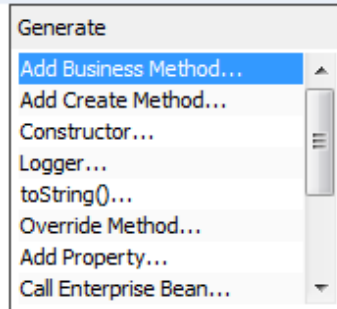 Generate
Add Business Method...
Add Create Method...
Constructor...
Logger...
toString()...
Override Method...
Add Property...
Call Enterprise Bean...